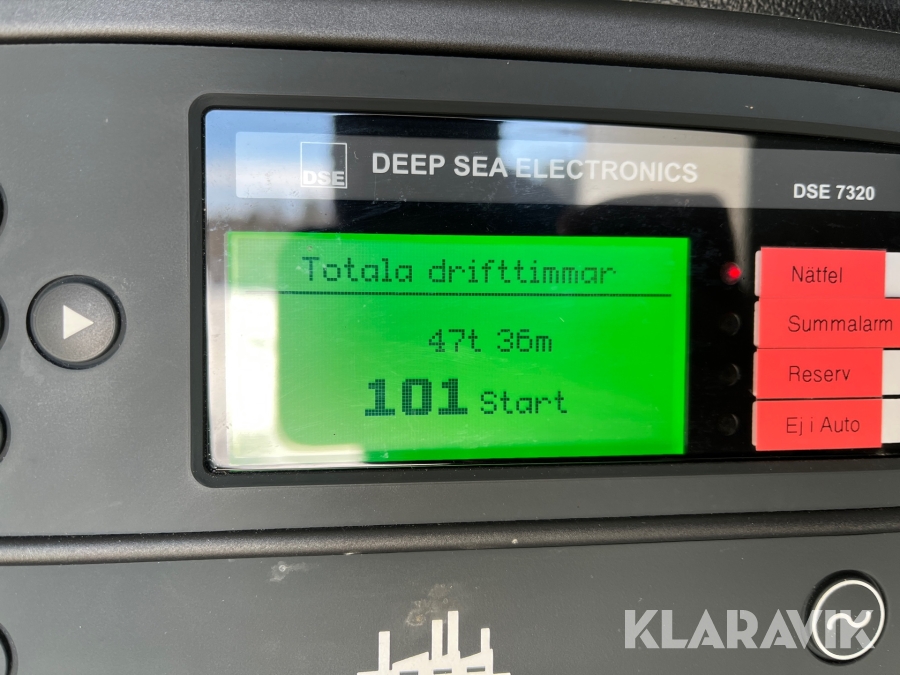 DSE
DEEP SEA ELECTRONICS
DSE 7320
Totala drifttimmar
47t 36m
101 Start
Nätfel
Summalarm
Reserv
Ej i Auto
KLARAVIK